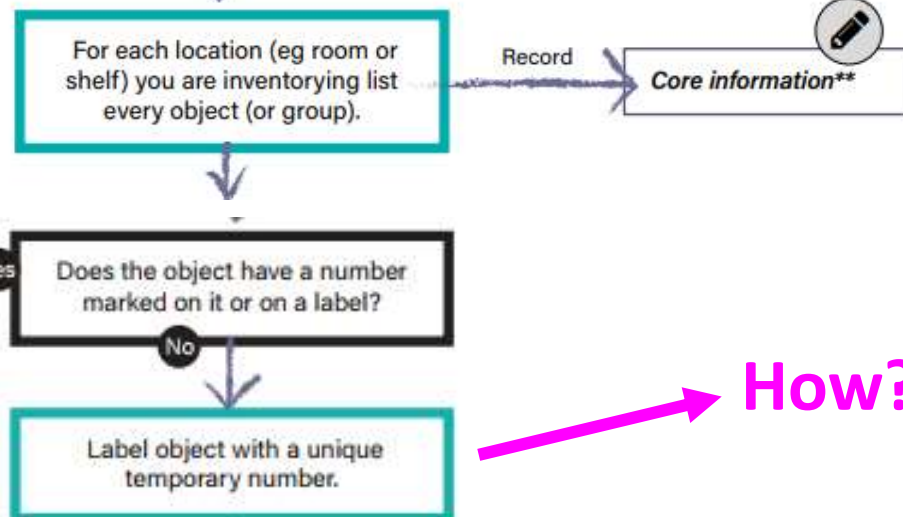 For each location (eg room or
shelf) you are inventorying list
every object (or group).
Record
Core information**
Does the object have a number
marked on it or on a label?
No
Label object with a unique
temporary number.
How?